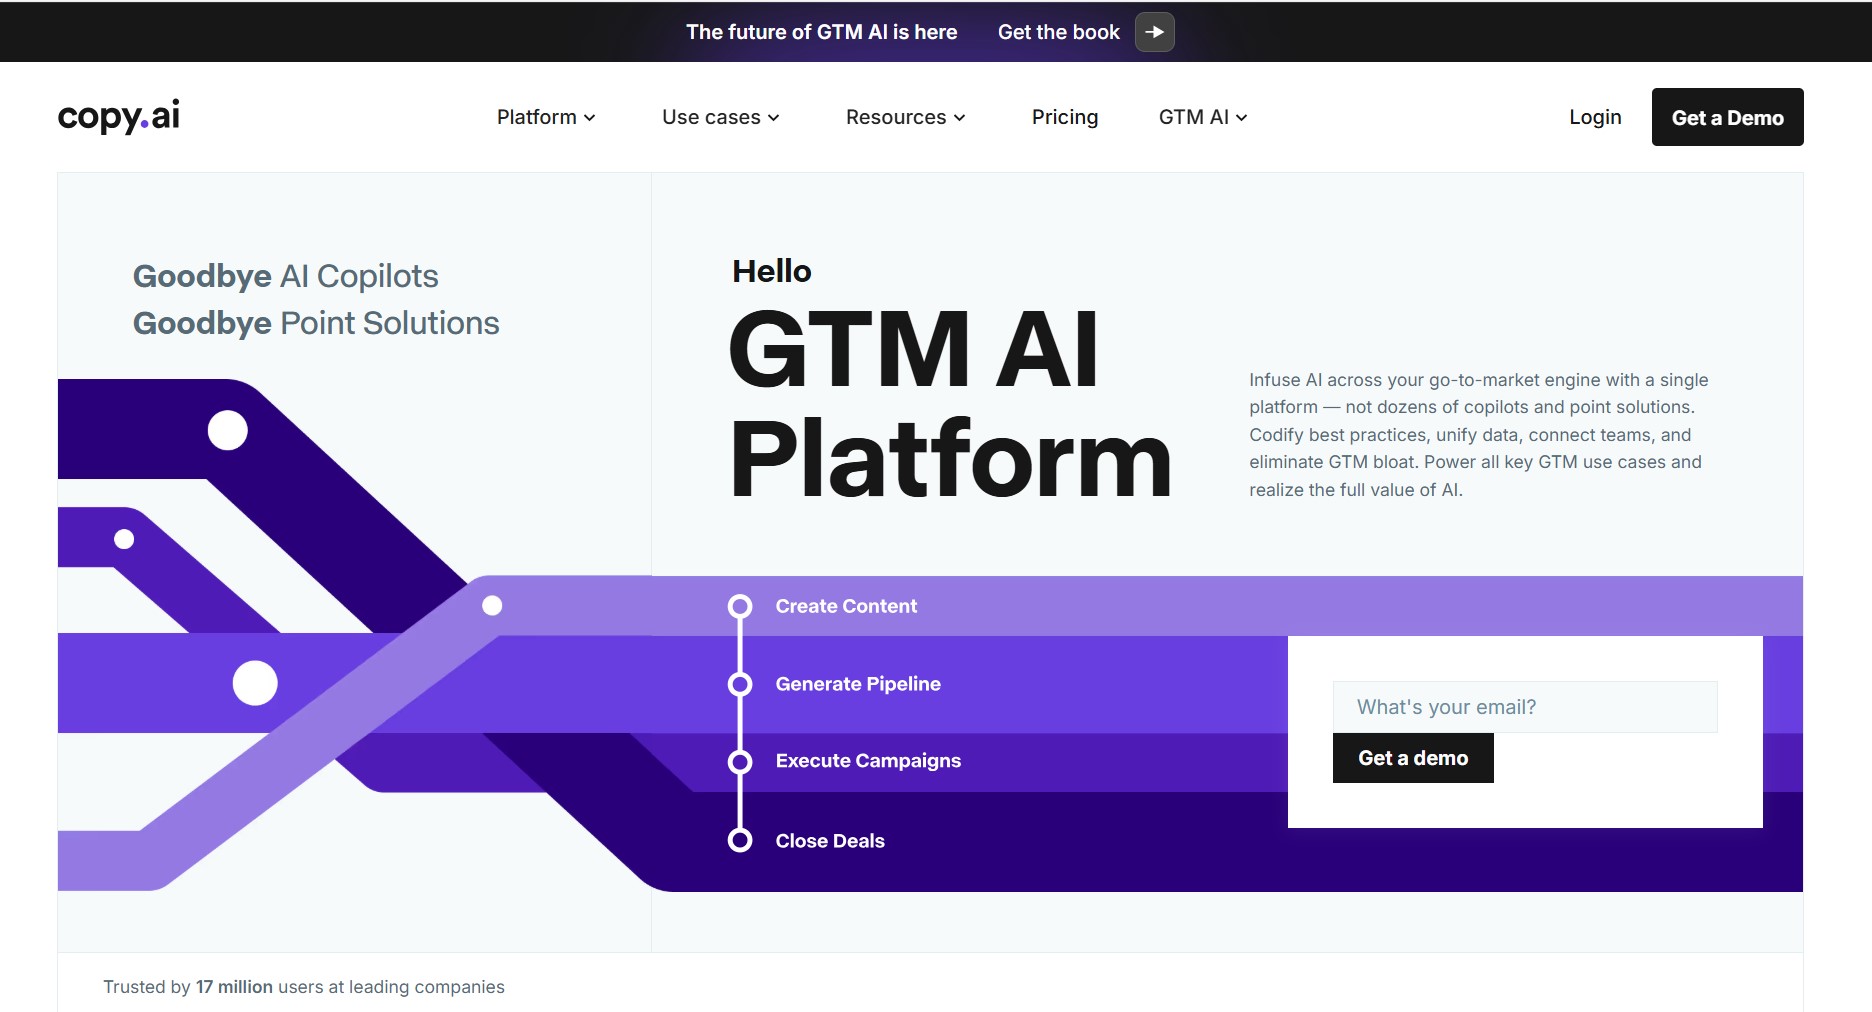 The future of GTM AI is here Get the book
copy.ai Platform Use cases Resources Pricing GTM AI Login Get a Demo
Goodbye AI Copilots
Goodbye Point Solutions
Hello
GTM AI
Platform
Infuse AI across your go-to-market engine with a single
platform — not dozens of copilots and point solutions.
Codify best practices, unify data, connect teams, and
eliminate GTM bloat. Power all key GTM use cases and
realize the full value of AI.
Create Content
Generate Pipeline
Execute Campaigns
Close Deals
What's your email?
Get a demo
Trusted by 17 million users at leading companies